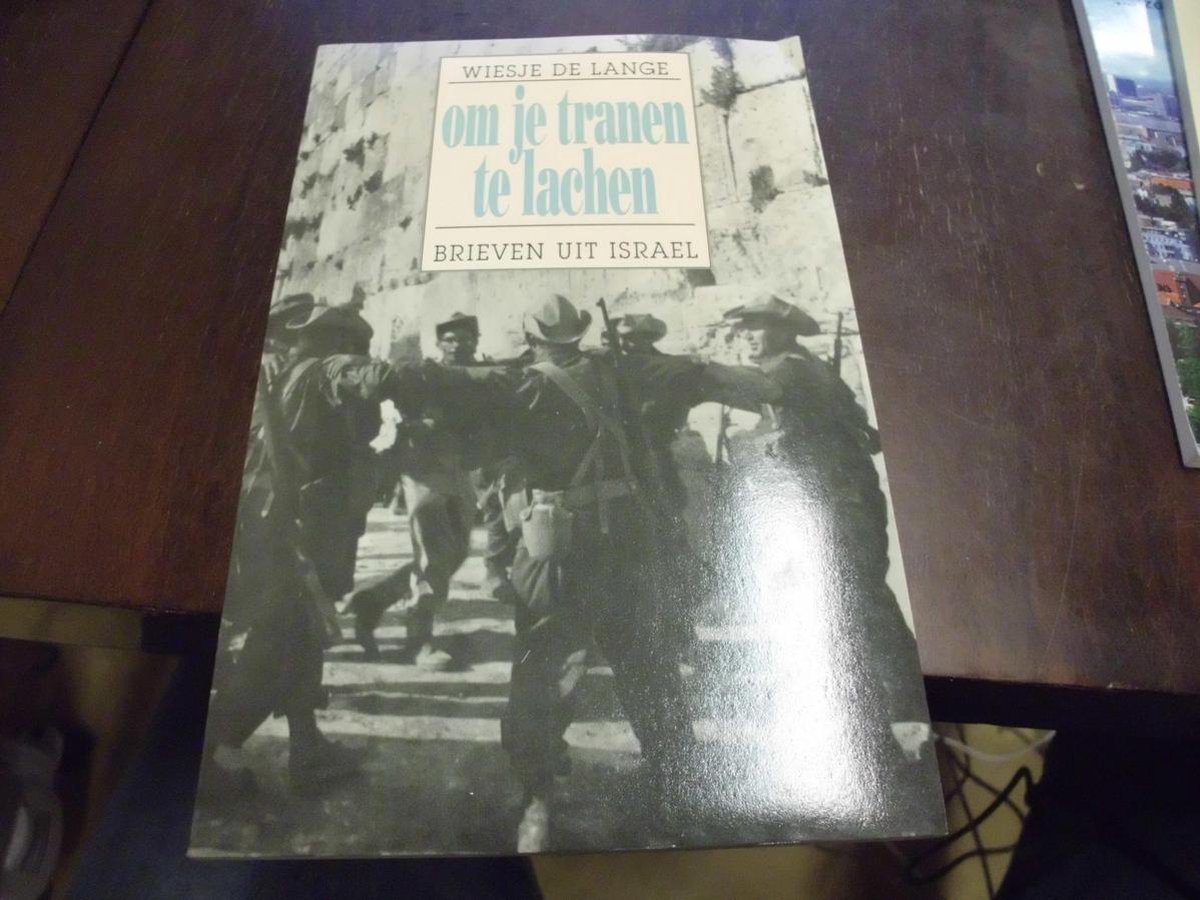 WIESJE DE LANGE
om je tranen
te lachen
BRIEVEN UIT ISRAEL